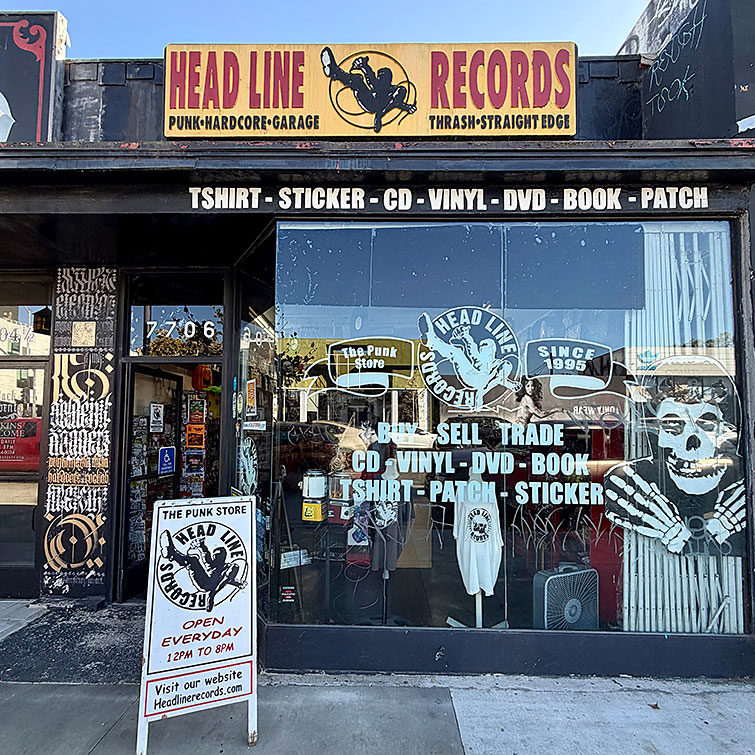 HEAD LINE RECORDS
PUNK•HARDCORE•GARAGE
THRASH•STRAIGHT EDGE
TSHIRT - STICKER - CD - VINYL - DVD - BOOK - PATCH
7706
The Punk
Store
HEAD LINE
RECORDS
SINCE
1995
BUY - SELL TRADE
CD - VINYL - DVD - BOOK
TSHIRT - PATCH - STICKER
THE PUNK STORE
HEAD LINE
RECORDS
OPEN
EVERYDAY
12PM TO 8PM
Visit our website
Headlinerecords.com